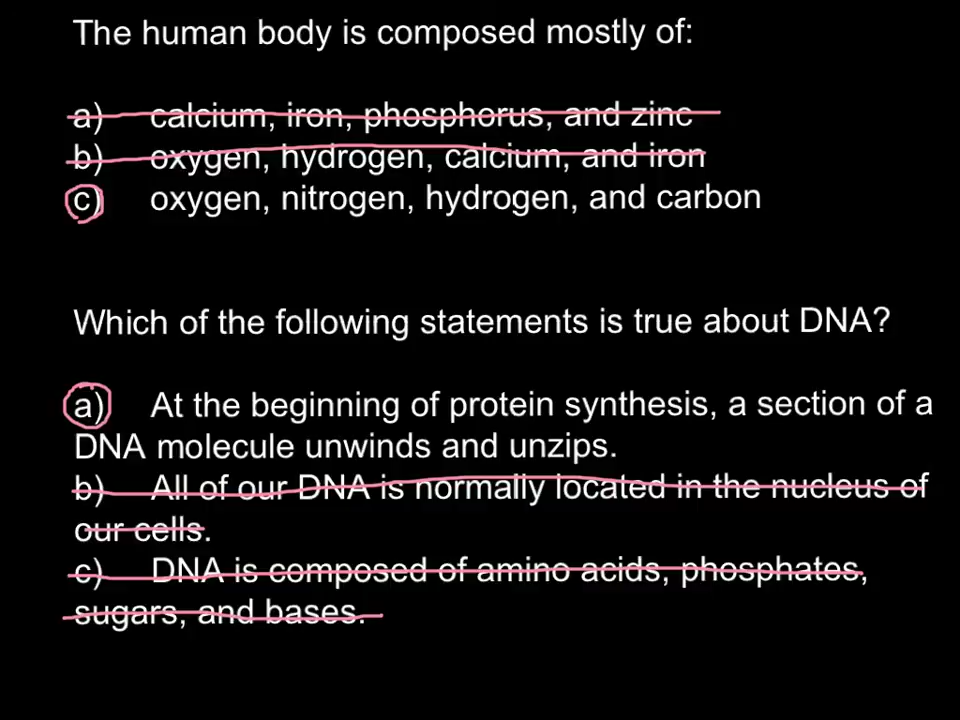 The human body is composed mostly of:
a) calcium, iron, phosphorus, and zinc
b) oxygen, hydrogen, calcium, and iron
c) oxygen, nitrogen, hydrogen, and carbon
Which of the following statements is true about DNA?
a) At the beginning of protein synthesis, a section of a
DNA molecule unwinds and unzips.
b) All of our DNA is normally located in the nucleus of
our cells.
c) DNA is composed of amino acids, phosphates,
sugars, and bases.